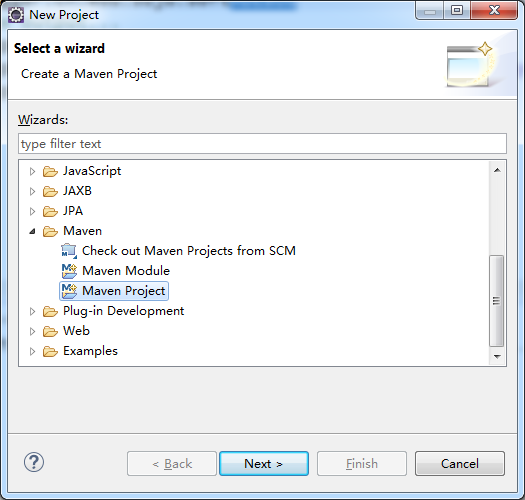 New Project
Select a wizard
Create a Maven Project
Wizards:
type filter text
JavaScript
JAXB
JPA
Maven
Check out Maven Projects from SCM
Maven Module
Maven Project
Plug-in Development
Web
Examples
?
< Back
Next >
Finish
Cancel